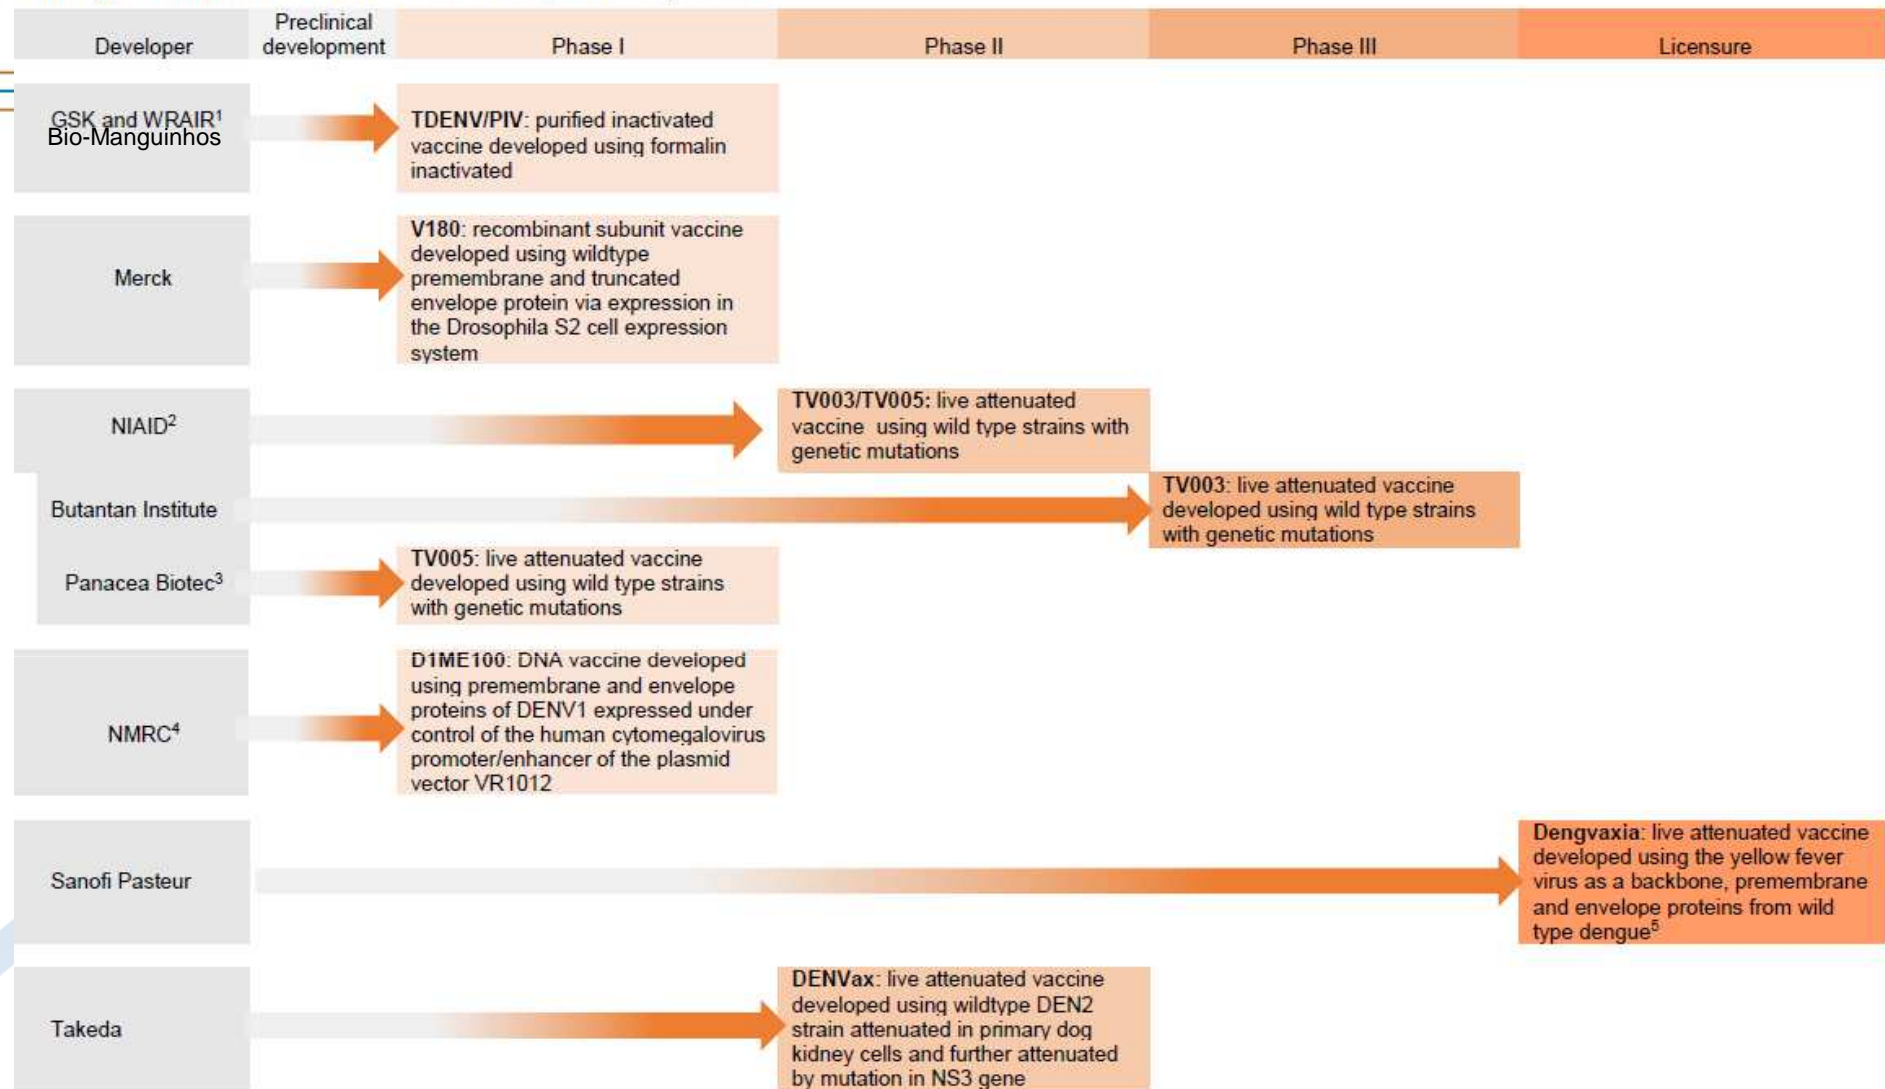 Preclinical
Developer development Phase I Phase II Phase III Licensure
GSK and WRAIR¹
Bio-Manguinhos
TDENV/PIV: purified inactivated
vaccine developed using formalin
inactivated
Merck
V180: recombinant subunit vaccine
developed using wildtype
premembrane and truncated
envelope protein via expression in
the Drosophila S2 cell expression
system
NIAID²
TV003/TV005: live attenuated
vaccine using wild type strains with
genetic mutations
Butantan Institute
TV003: live attenuated vaccine
developed using wild type strains
with genetic mutations
Panacea Biotec³
TV005: live attenuated vaccine
developed using wild type strains
with genetic mutations
NMRC⁴
D1ME100: DNA vaccine developed
using premembrane and envelope
proteins of DENV1 expressed under
control of the human cytomegalovirus
promoter/enhancer of the plasmid
vector VR1012
Sanofi Pasteur
Dengvaxia: live attenuated vaccine
developed using the yellow fever
virus as a backbone, premembrane
and envelope proteins from wild
type dengue⁵
Takeda
DENVax: live attenuated vaccine
developed using wildtype DEN2
strain attenuated in primary dog
kidney cells and further attenuated
by mutation in NS3 gene